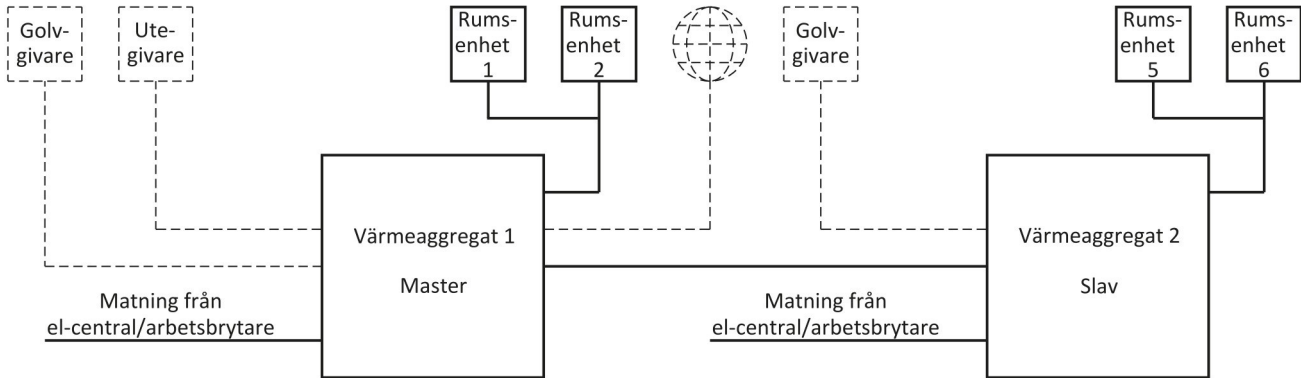 Golv-
givare
Ute-
givare
Rums-
enhet
1
Rums-
enhet
2
Golv-
givare
Rums-
enhet
5
Rums-
enhet
6
Värmeaggregat 1
Master
Värmeaggregat 2
Slav
Matning från
el-central/arbetsbrytare
Matning från
el-central/arbetsbrytare